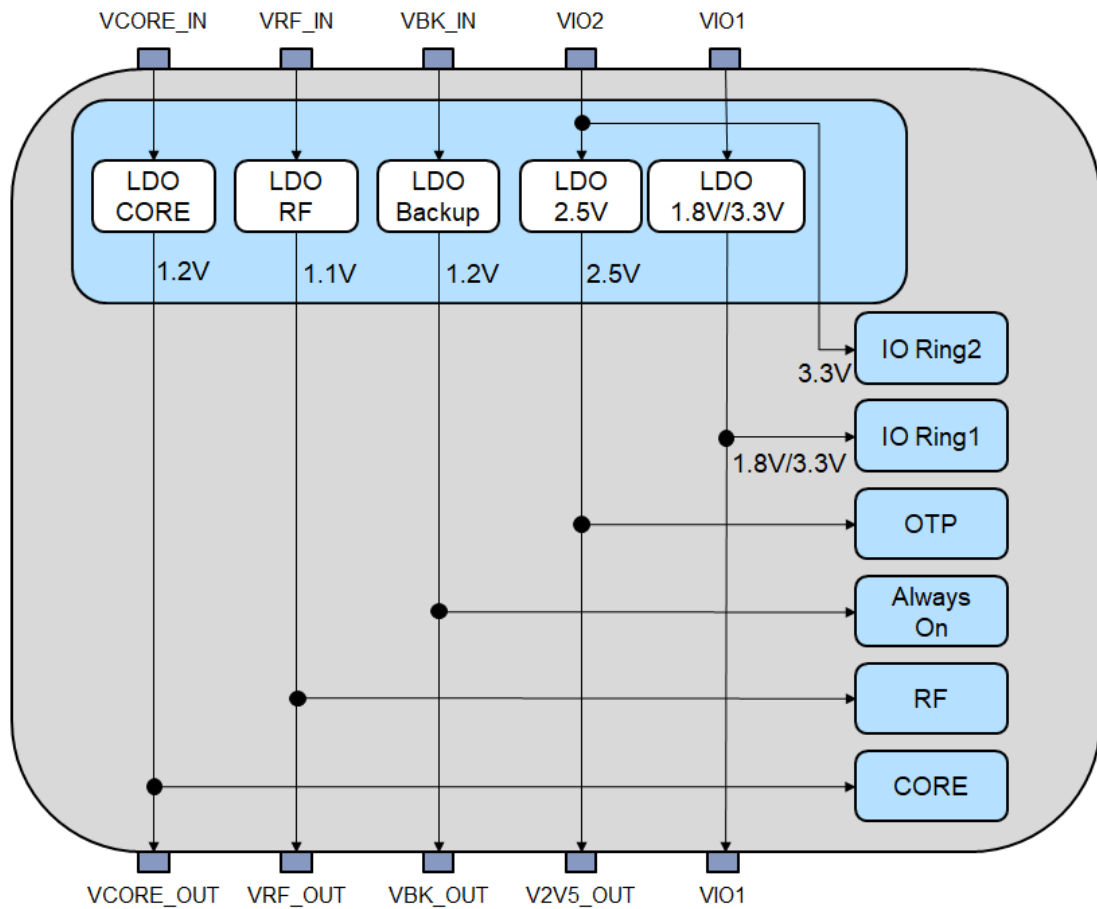 VCORE_IN
VRF_IN
VBK_IN
VIO2
VIO1
LDO
CORE
LDO
RF
LDO
Backup
LDO
2.5V
LDO
1.8V/3.3V
1.2V
1.1V
1.2V
2.5V
IO Ring2
3.3V
IO Ring1
1.8V/3.3V
OTP
Always
On
RF
CORE
VCORE_OUT
VRF_OUT
VBK_OUT
V2V5_OUT
VIO1